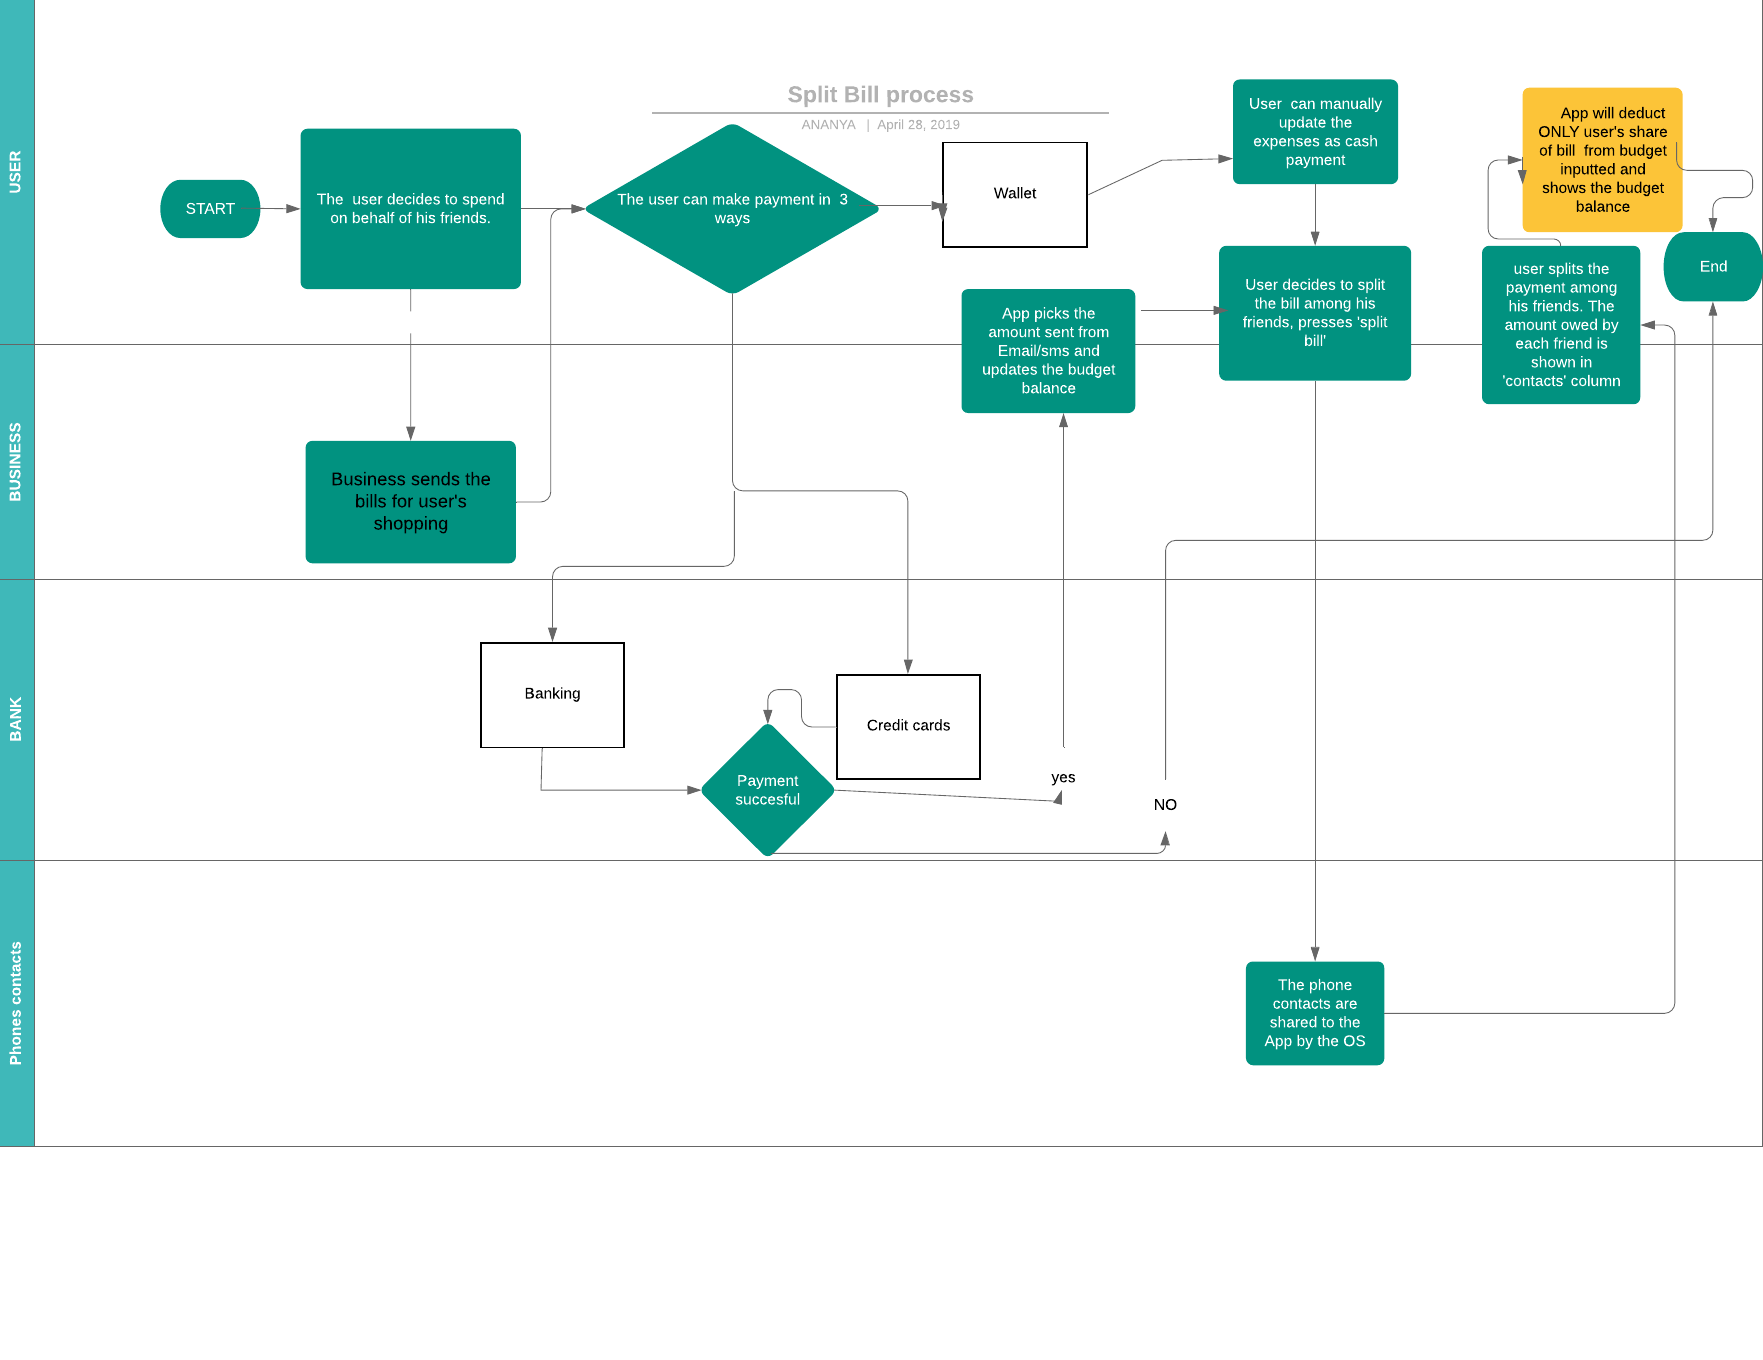 Split Bill process
ANANYA | April 28, 2019
USER
START
The user decides to spend
on behalf of his friends.
The user can make payment in 3
ways
Wallet
User can manually
update the
expenses as cash
payment
App will deduct
ONLY user's share
of bill from budget
inputted and
shows the budget
balance
End
App picks the
amount sent from
Email/sms and
updates the budget
balance
User decides to split
the bill among his
friends, presses 'split
bill'
user splits the
payment among
his friends. The
amount owed by
each friend is
shown in
'contacts' column
BUSINESS
Business sends the
bills for user's
shopping
BANK
Banking
Credit cards
Payment
succesful
yes
NO
Phones contacts
The phone
contacts are
shared to the
App by the OS